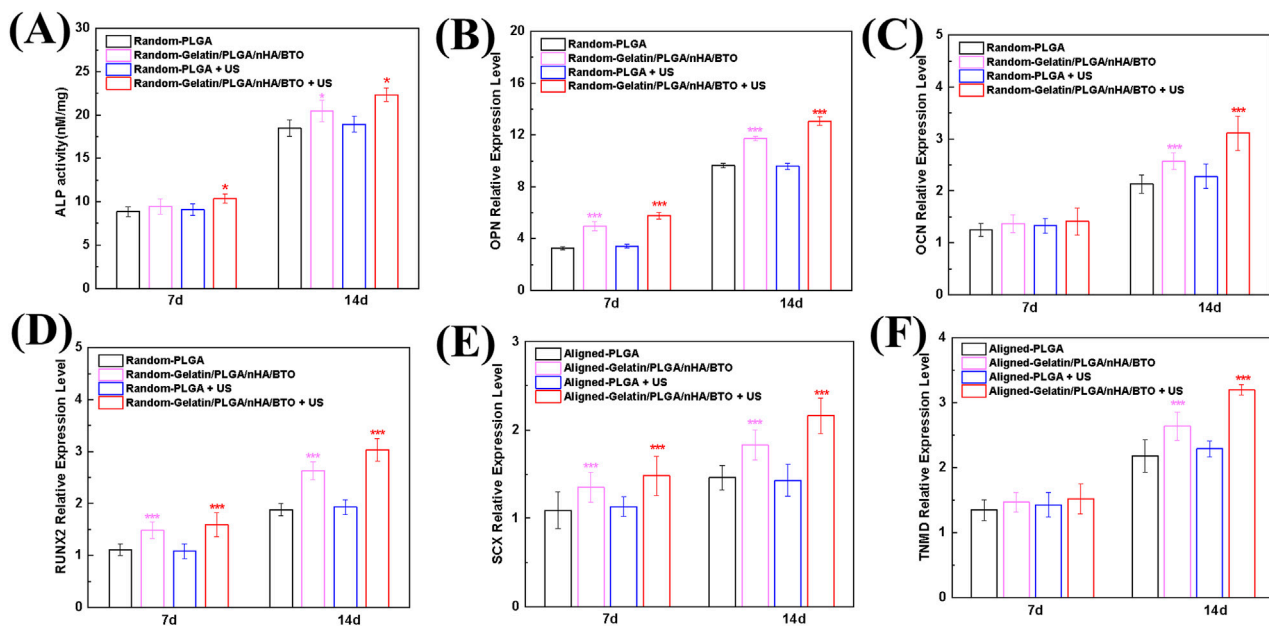 (A)
ALP activity(nM/mg)
30
25
20
15
10
5
0
Random-PLGA
Random-Gelatin/PLGA/nHA/BTO
Random-PLGA + US
Random-Gelatin/PLGA/nHA/BTO + US
*
*
*
7d
14d
(B)
OPN Relative Expression Level
20
16
12
8
4
0
Random-PLGA
Random-Gelatin/PLGA/nHA/BTO
Random-PLGA + US
Random-Gelatin/PLGA/nHA/BTO + US
***
***
***
***
7d
14d
(C)
OCN Relative Expression Level
5
4
3
2
1
0
Random-PLGA
Random-Gelatin/PLGA/nHA/BTO
Random-PLGA + US
Random-Gelatin/PLGA/nHA/BTO + US
***
***
7d
14d
(D)
RUNX2 Relative Expression Level
5
4
3
2
1
0
Random-PLGA
Random-Gelatin/PLGA/nHA/BTO
Random-PLGA + US
Random-Gelatin/PLGA/nHA/BTO + US
***
***
***
***
7d
14d
(E)
SCX Relative Expression Level
3
2
1
0
Aligned-PLGA
Aligned-Gelatin/PLGA/nHA/BTO
Aligned-PLGA + US
Aligned-Gelatin/PLGA/nHA/BTO + US
***
***
***
***
7d
14d
(F)
TNMD Relative Expression Level
4
3
2
1
0
Aligned-PLGA
Aligned-Gelatin/PLGA/nHA/BTO
Aligned-PLGA + US
Aligned-Gelatin/PLGA/nHA/BTO + US
***
***
7d
14d